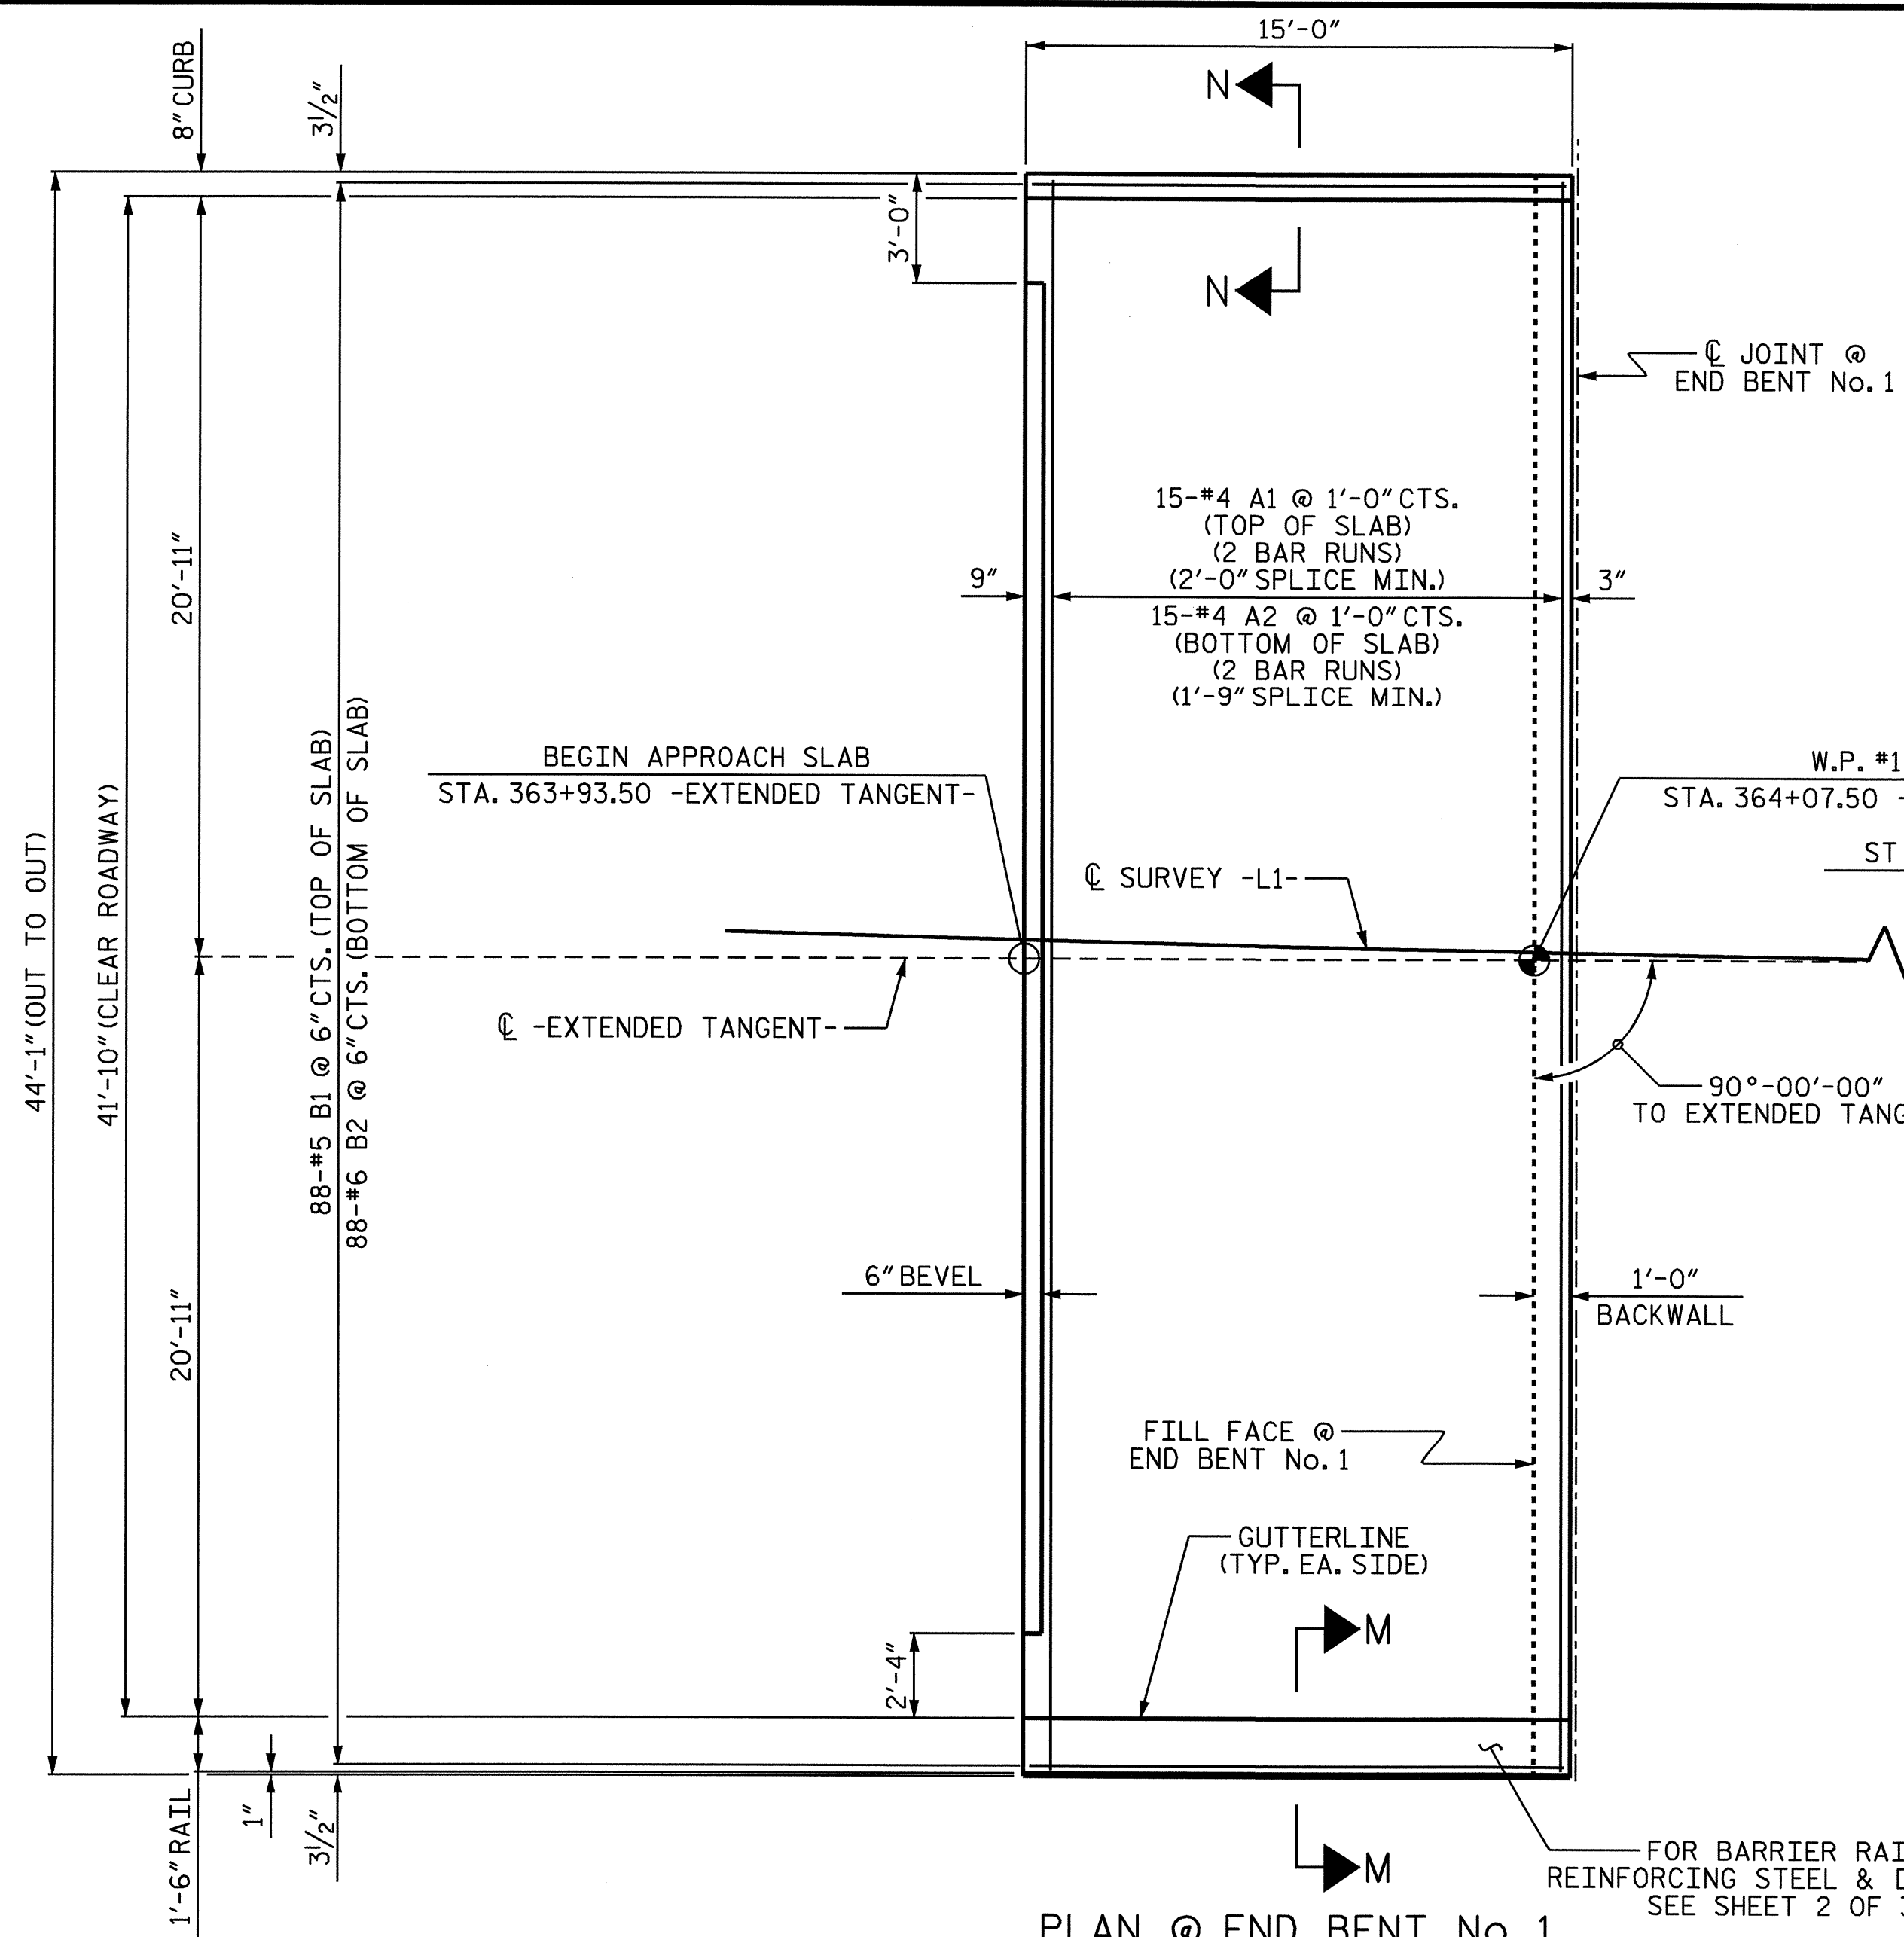 15'-0"
8" CURB
3½"
N
3'-0"
N
℄ JOINT @
END BENT No. 1
15-#4 A1 @ 1'-0" CTS.
(TOP OF SLAB)
(2 BAR RUNS)
(2'-0" SPLICE MIN.)
9"
3"
15-#4 A2 @ 1'-0" CTS.
(BOTTOM OF SLAB)
(2 BAR RUNS)
(1'-9" SPLICE MIN.)
20'-11"
BEGIN APPROACH SLAB
STA. 363+93.50 -EXTENDED TANGENT-
W.P. #1
STA. 364+07.50 -
ST
44'-1" (OUT TO OUT)
41'-10" (CLEAR ROADWAY)
88-#5 B1 @ 6" CTS. (TOP OF SLAB)
88-#6 B2 @ 6" CTS. (BOTTOM OF SLAB)
℄ SURVEY -L1-
℄ -EXTENDED TANGENT-
90°-00'-00"
TO EXTENDED TANG
6" BEVEL
1'-0"
BACKWALL
20'-11"
FILL FACE @
END BENT No. 1
GUTTERLINE
(TYP. EA. SIDE)
M
2'-4"
1'-6" RAIL
1"
3½"
M
FOR BARRIER RAI
REINFORCING STEEL & D
SEE SHEET 2 OF 3
PLAN @ END BENT No. 1